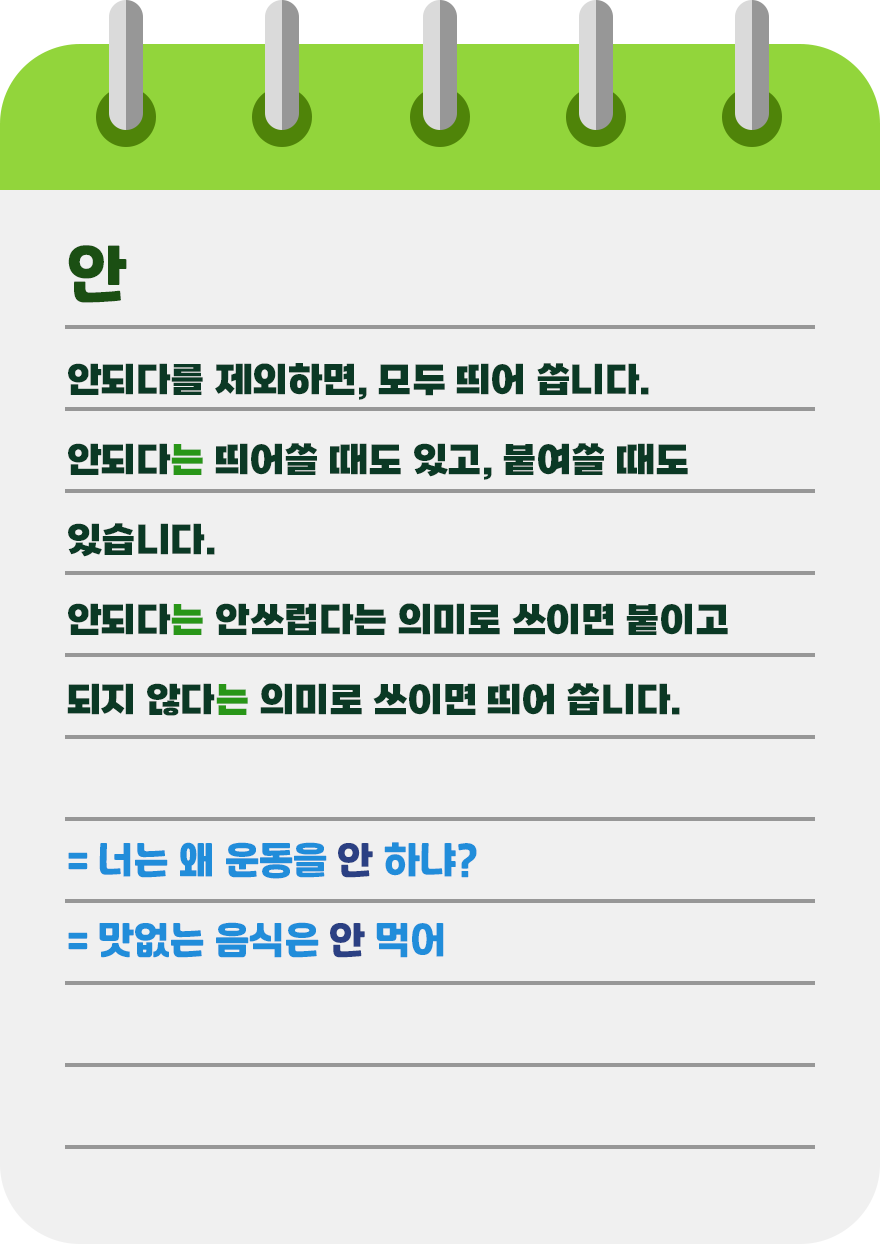 안
안되다를 제외하면, 모두 띄어 씁니다.
안되다는 띄어쓸 때도 있고, 붙여쓸 때도
있습니다.
안되다는 안쓰럽다는 의미로 쓰이면 붙이고
되지 않다는 의미로 쓰이면 띄어 씁니다.
= 너는 왜 운동을 안 하냐?
= 맛없는 음식은 안 먹어